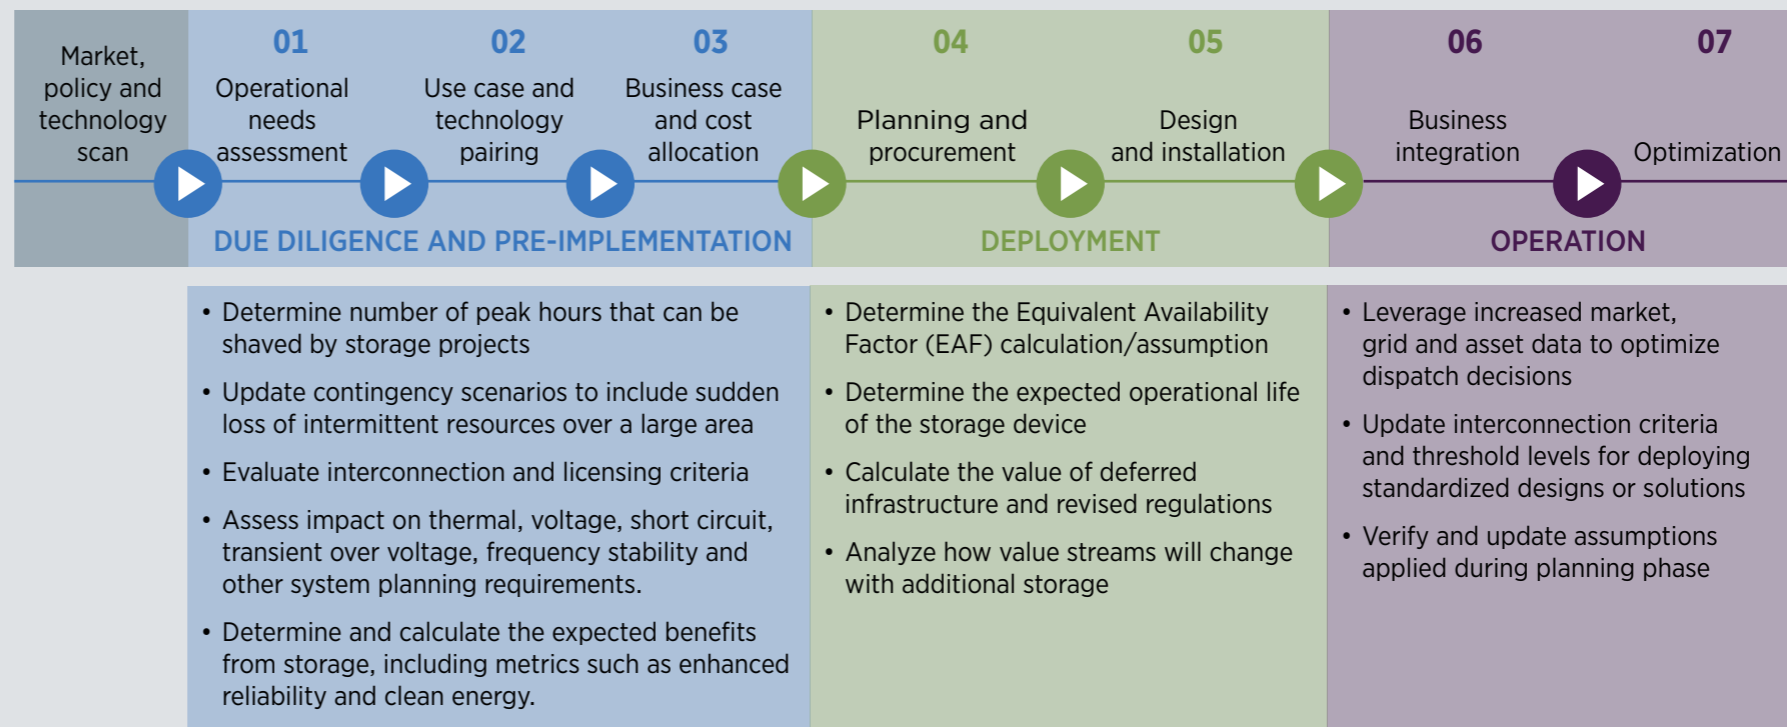 Market,
policy and
technology
scan
01
Operational
needs
assessment
02
Use case and
technology
pairing
03
Business case
and cost
allocation
DUE DILIGENCE AND PRE-IMPLEMENTATION
04
Planning and
procurement
05
Design
and installation
DEPLOYMENT
06
Business
integration
07
Optimization
OPERATION
• Determine number of peak hours that can be
shaved by storage projects
• Update contingency scenarios to include sudden
loss of intermittent resources over a large area
• Evaluate interconnection and licensing criteria
• Assess impact on thermal, voltage, short circuit,
transient over voltage, frequency stability and
other system planning requirements.
• Determine and calculate the expected benefits
from storage, including metrics such as enhanced
reliability and clean energy.
• Determine the Equivalent Availability
Factor (EAF) calculation/assumption
• Determine the expected operational life
of the storage device
• Calculate the value of deferred
infrastructure and revised regulations
• Analyze how value streams will change
with additional storage
• Leverage increased market,
grid and asset data to optimize
dispatch decisions
• Update interconnection criteria
and threshold levels for deploying
standardized designs or solutions
• Verify and update assumptions
applied during planning phase